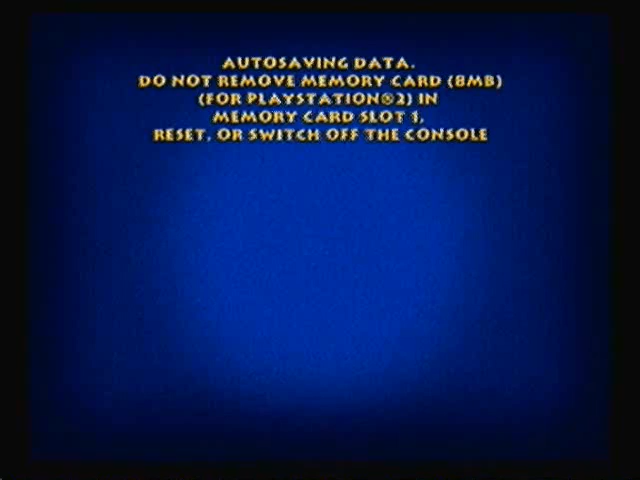 AUTOSAVING DATA.
DO NOT REMOVE MEMORY CARD (8MB)
(FOR PLAYSTATION®2) IN
MEMORY CARD SLOT 1,
RESET, OR SWITCH OFF THE CONSOLE